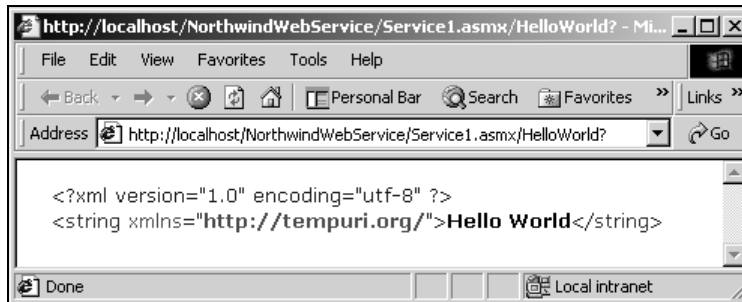 http://localhost/NorthwindWebService/Service1.asmx/HelloWorld? - Mi...
File Edit View Favorites Tools Help
Back Personal Bar Search Favorites » Links »
Address http://localhost/NorthwindWebService/Service1.asmx/HelloWorld? Go
<?xml version="1.0" encoding="utf-8" ?>
<string xmlns="http://tempuri.org/">Hello World</string>
Done Local intranet